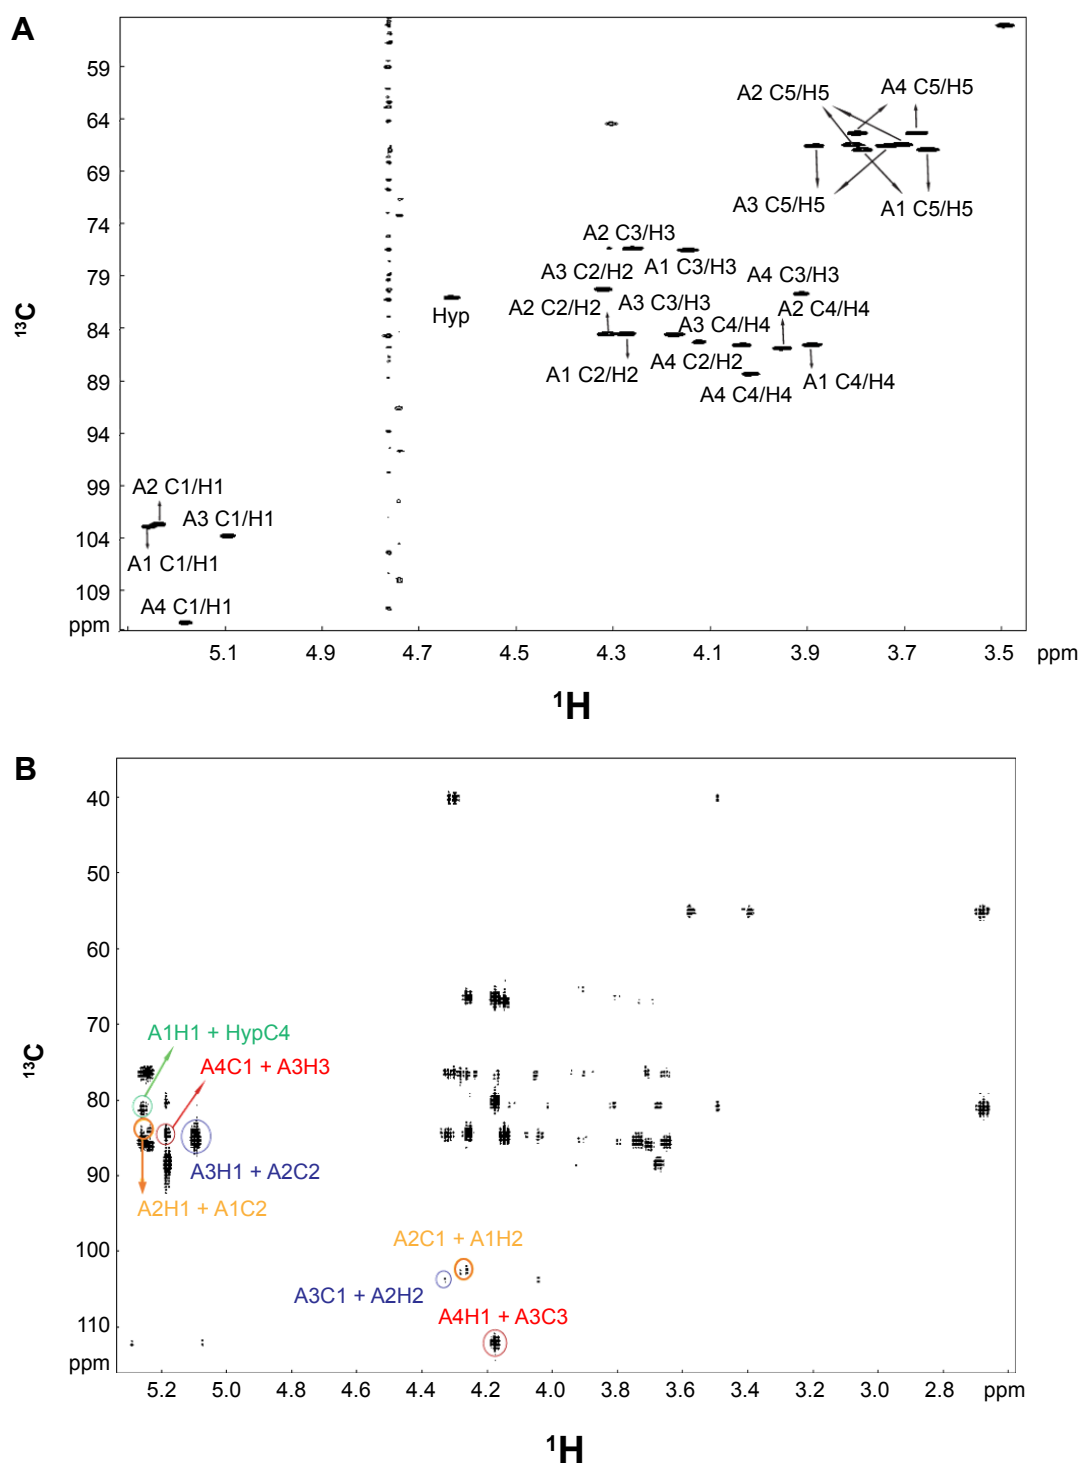 A
59
64
69
74
79
84
89
94
99
104
109
ppm
¹³C
A2 C5/H5
A4 C5/H5
A3 C5/H5
A1 C5/H5
A2 C3/H3
A3 C2/H2
A1 C3/H3
A4 C3/H3
A2 C2/H2
A3 C3/H3
A2 C4/H4
Hyp
A3 C4/H4
A4 C2/H2
A1 C2/H2
A4 C4/H4
A1 C4/H4
A2 C1/H1
A3 C1/H1
A1 C1/H1
A4 C1/H1
5.1 4.9 4.7 4.5 4.3 4.1 3.9 3.7 3.5 ppm
¹H
B
40
50
60
70
80
90
100
110
ppm
¹³C
A1H1 + HypC4
A4C1 + A3H3
A3H1 + A2C2
A2H1 + A1C2
A2C1 + A1H2
A3C1 + A2H2
A4H1 + A3C3
5.2 5.0 4.8 4.6 4.4 4.2 4.0 3.8 3.6 3.4 3.2 3.0 2.8 ppm
¹H